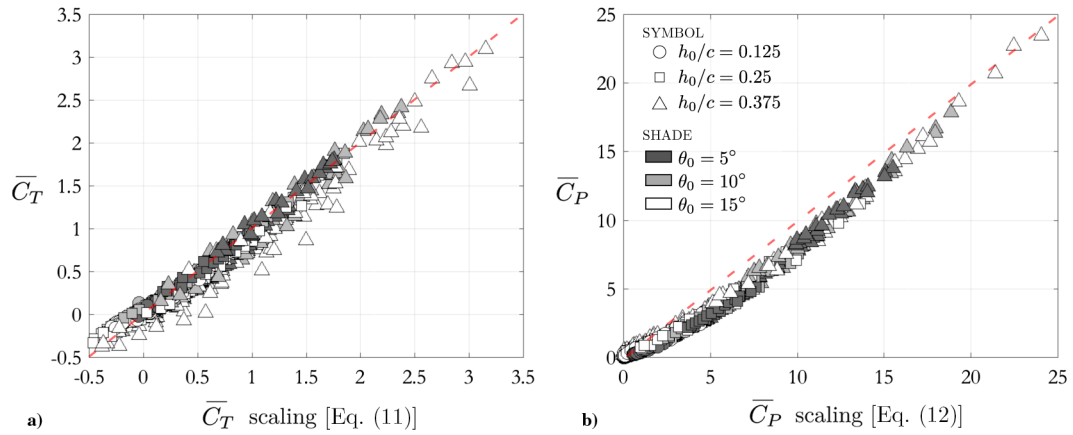 3.5
3
2.5
2
1.5
1
0.5
0
-0.5
$\overline{C_T}$
-0.5 0 0.5 1 1.5 2 2.5 3 3.5
a) $\overline{C_T}$ scaling [Eq. (11)]
25
20
15
10
5
0
$\overline{C_P}$
SYMBOL
$h_0/c = 0.125$
$h_0/c = 0.25$
$h_0/c = 0.375$
SHADE
$\theta_0 = 5°$
$\theta_0 = 10°$
$\theta_0 = 15°$
0 5 10 15 20 25
b) $\overline{C_P}$ scaling [Eq. (12)]